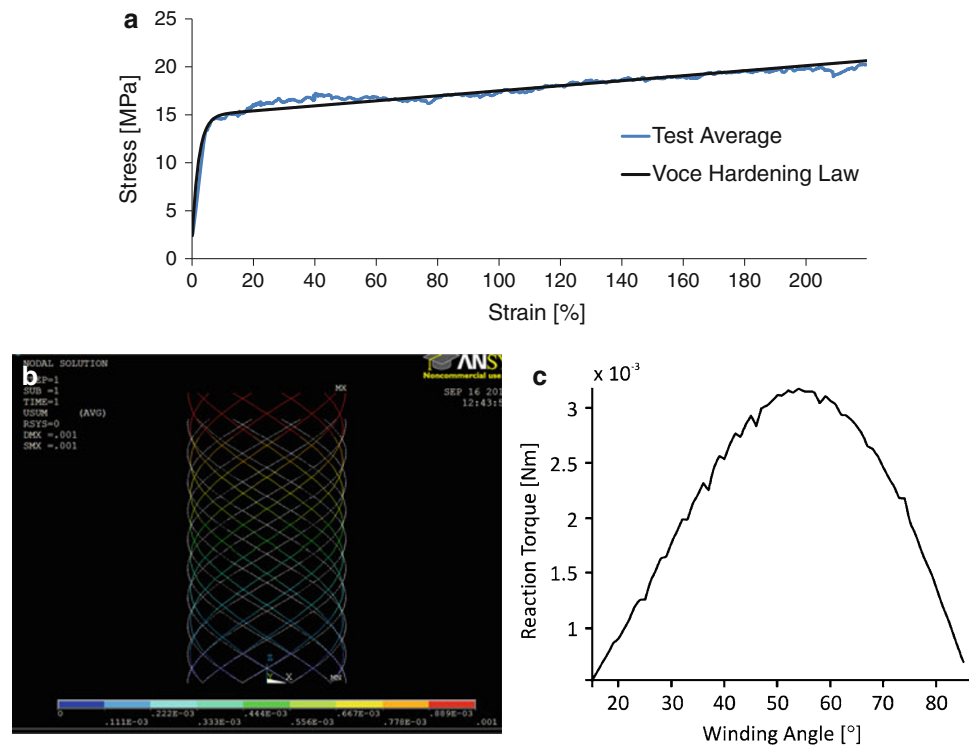 a
25
20
15
10
5
0
Stress [MPa]
Test Average
Voce Hardening Law
0 20 40 60 80 100 120 140 160 180 200
Strain [%]
b
NODAL SOLUTION
SUB =1
TIME=1
USUM (AVG)
RSYS=0
DMX =.001
SMX =.001
Noncommercial use
SEP 16
MX
Z
Y X
MN
0 .222E-03 .444E-03 .667E-03 .889E-03
.111E-03 .333E-03 .556E-03 .778E-03 .001
c
x 10⁻³
3
2.5
2
1.5
1
Reaction Torque [Nm]
20 30 40 50 60 70 80
Winding Angle [°]